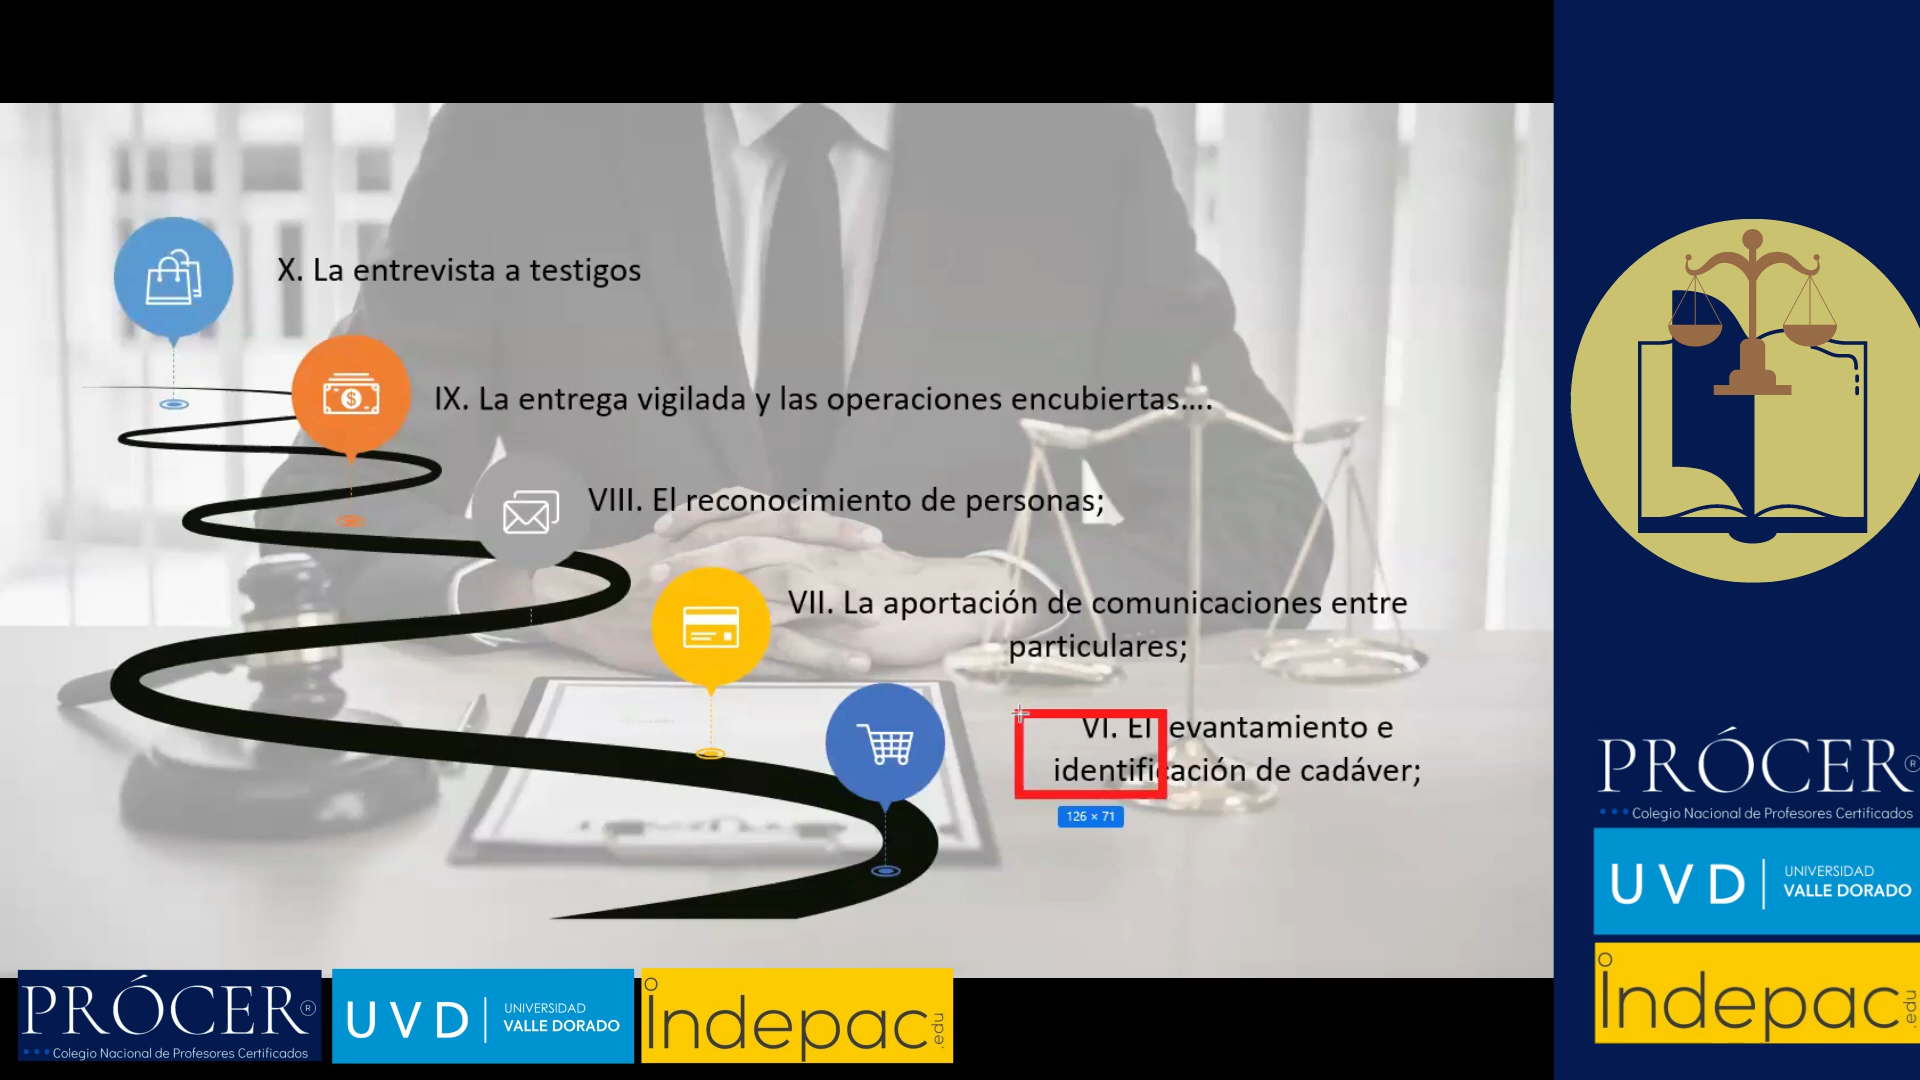 X. La entrevista a testigos
IX. La entrega vigilada y las operaciones encubiertas....
VIII. El reconocimiento de personas;
VII. La aportación de comunicaciones entre
particulares;
VI. El levantamiento e
identificación de cadáver;
126 × 71
PRÓCER®
Colegio Nacional de Profesores Certificados
UVD
UNIVERSIDAD
VALLE DORADO
indepac.edu
PRÓCER®
Colegio Nacional de Profesores Certificados
UVD
UNIVERSIDAD
VALLE DORADO
indepac.edu